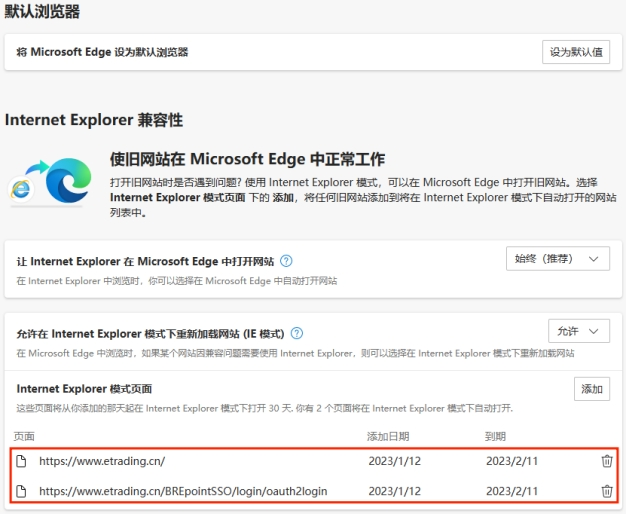 默认浏览器
将 Microsoft Edge 设为默认浏览器
设为默认值
Internet Explorer 兼容性
使旧网站在 Microsoft Edge 中正常工作
打开旧网站时是否遇到问题? 使用 Internet Explorer 模式，可以在 Microsoft Edge 中打开旧网站。选择
Internet Explorer 模式页面 下的 添加，将任何旧网站添加到将在 Internet Explorer 模式下自动打开的网站
列表中。
让 Internet Explorer 在 Microsoft Edge 中打开网站
始终（推荐）
在 Internet Explorer 中浏览时，你可以选择在 Microsoft Edge 中自动打开网站
允许在 Internet Explorer 模式下重新加载网站 (IE 模式)
允许
在 Microsoft Edge 中浏览时，如果某个网站因兼容问题需要使用 Internet Explorer，则可以选择在 Internet Explorer 模式下重新加载网站
Internet Explorer 模式页面
添加
这些页面将从你添加的那天起在 Internet Explorer 模式下打开 30 天. 你有 2 个页面将在 Internet Explorer 模式下自动打开.
页面 添加日期 到期
https://www.etrading.cn/ 2023/1/12 2023/2/11
https://www.etrading.cn/BREpointSSO/login/oauth2login 2023/1/12 2023/2/11